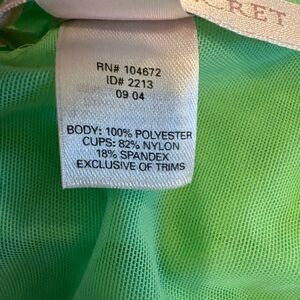 CRET
RN# 104672
ID# 2213
09 04
BODY: 100% POLYESTER
CUPS: 82% NYLON
18% SPANDEX
EXCLUSIVE OF TRIMS